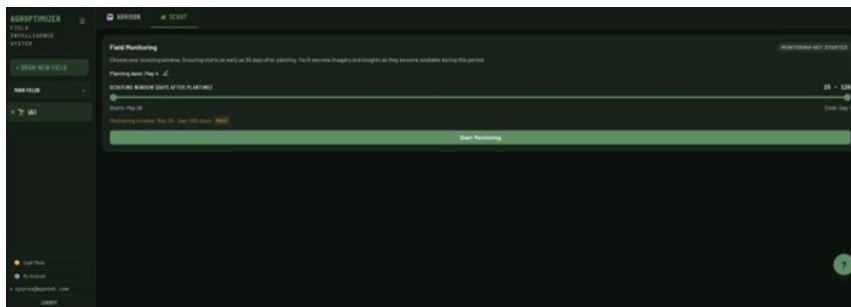 AGROPTIMIZER
FIELD
INTELLIGENCE
SYSTEM
+ DRAW NEW FIELD
MAIN FIELDS
ADVISOR
SCOUT
Field Monitoring
MONITORING NOT STARTED
Choose your scouting window. Scouting starts as early as 25 days after planting. You'll see new imagery and insights as they become available during this period.
Planting date: May 4
SCOUTING WINDOW (DAYS AFTER PLANTING)
Starts: May 29
MAX
Start Monitoring
?
Light Mode
My Account
LOGOUT